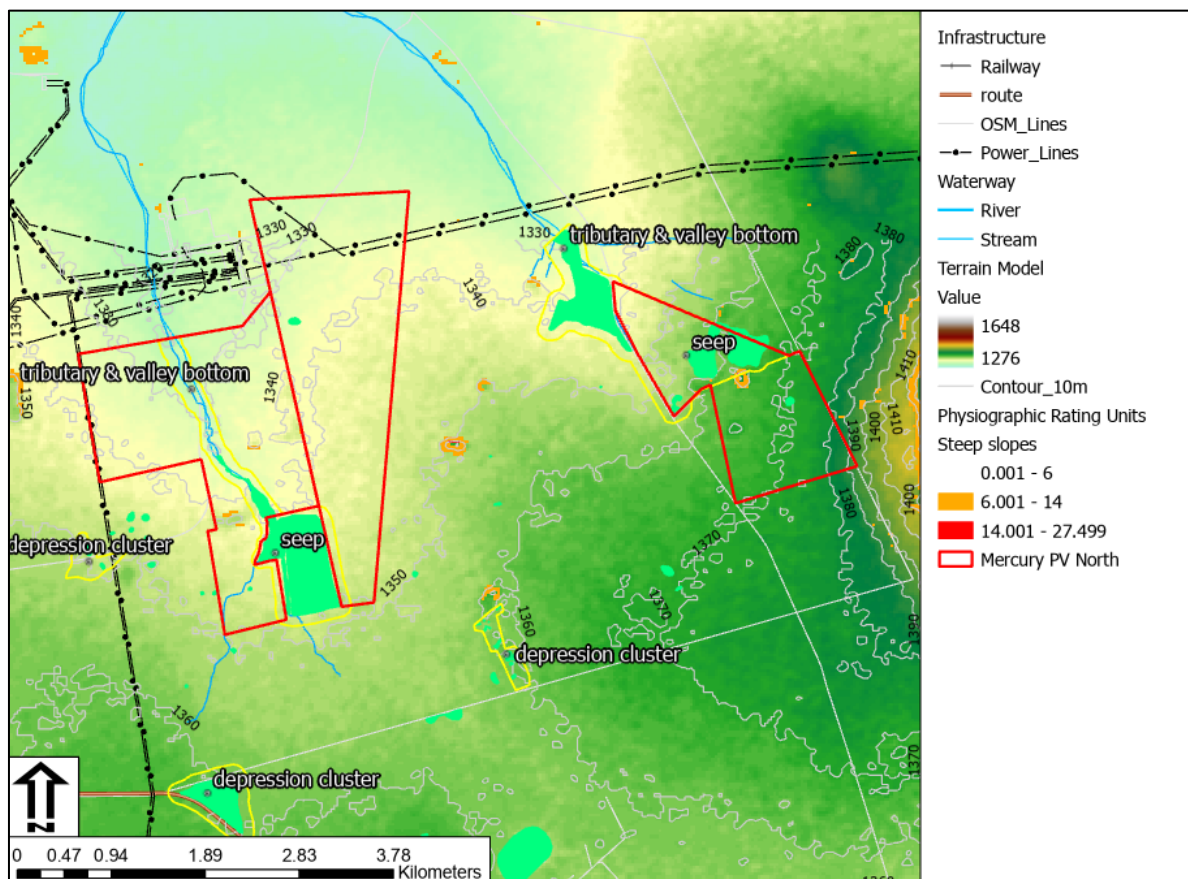 Infrastructure
Railway
route
OSM_Lines
Power_Lines
Waterway
River
Stream
Terrain Model
Value
1648
1276
Contour_10m
Physiographic Rating Units
Steep slopes
0.001 - 6
6.001 - 14
14.001 - 27.499
Mercury PV North
1330
1330
1330
tributary & valley bottom
1380
1380
1340
1340
seep
1410
tributary & valley bottom
1340
1350
1390
1400
1410
1400
1380
depression cluster
seep
1370
1350
1370
1370
1360
1390
depression cluster
1360
1370
depression cluster
N
0 0.47 0.94 1.89 2.83 3.78
Kilometers